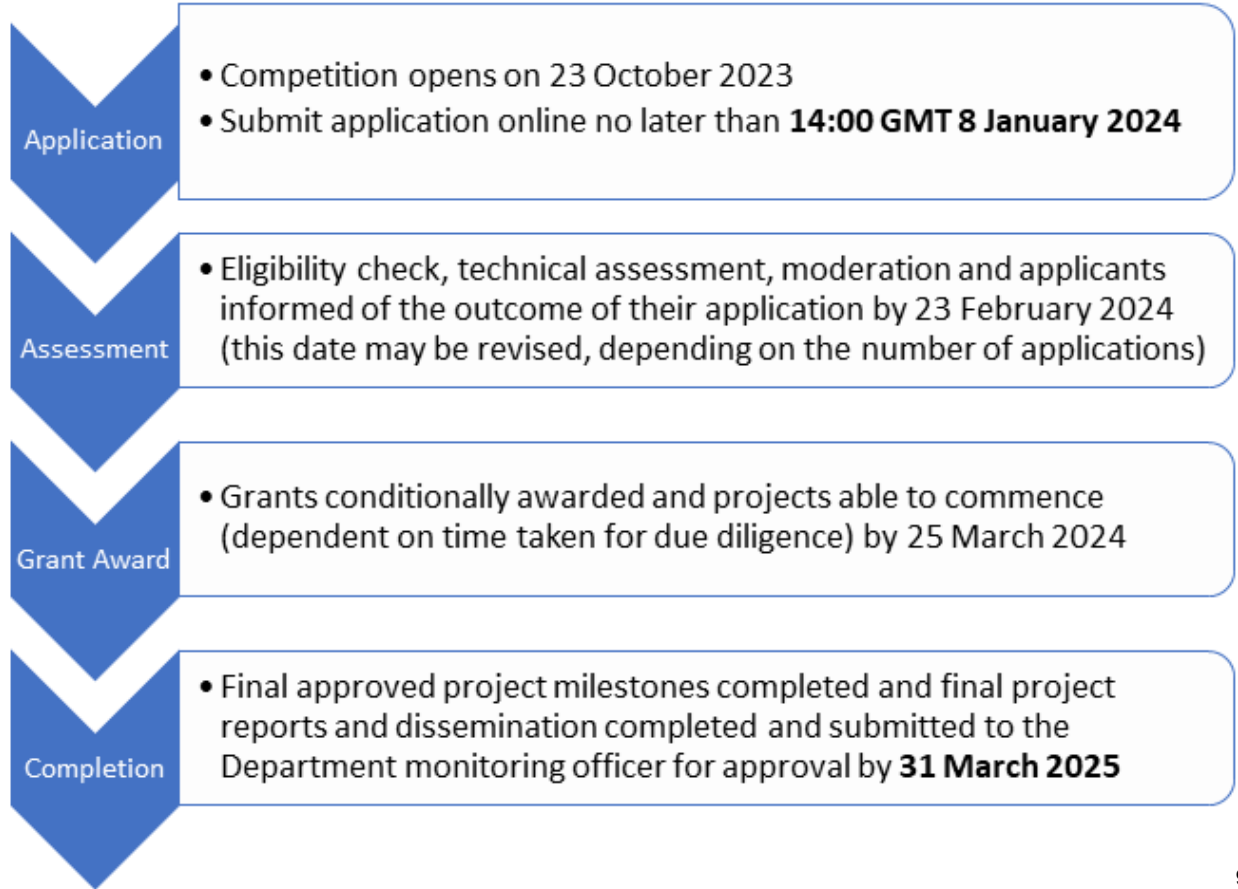 Application
• Competition opens on 23 October 2023
• Submit application online no later than 14:00 GMT 8 January 2024
Assessment
• Eligibility check, technical assessment, moderation and applicants
informed of the outcome of their application by 23 February 2024
(this date may be revised, depending on the number of applications)
Grant Award
• Grants conditionally awarded and projects able to commence
(dependent on time taken for due diligence) by 25 March 2024
Completion
• Final approved project milestones completed and final project
reports and dissemination completed and submitted to the
Department monitoring officer for approval by 31 March 2025